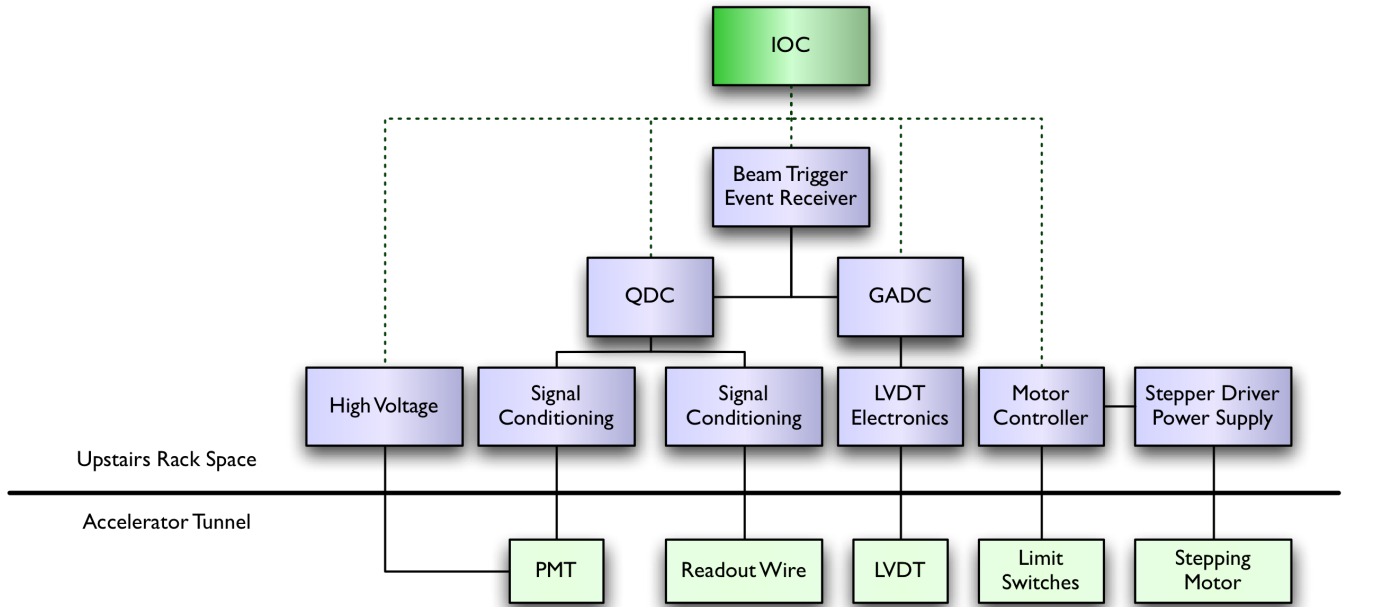 IOC
Beam Trigger
Event Receiver
QDC
GADC
High Voltage
Signal
Conditioning
Signal
Conditioning
LVDT
Electronics
Motor
Controller
Stepper Driver
Power Supply
Upstairs Rack Space
Accelerator Tunnel
PMT
Readout Wire
LVDT
Limit
Switches
Stepping
Motor